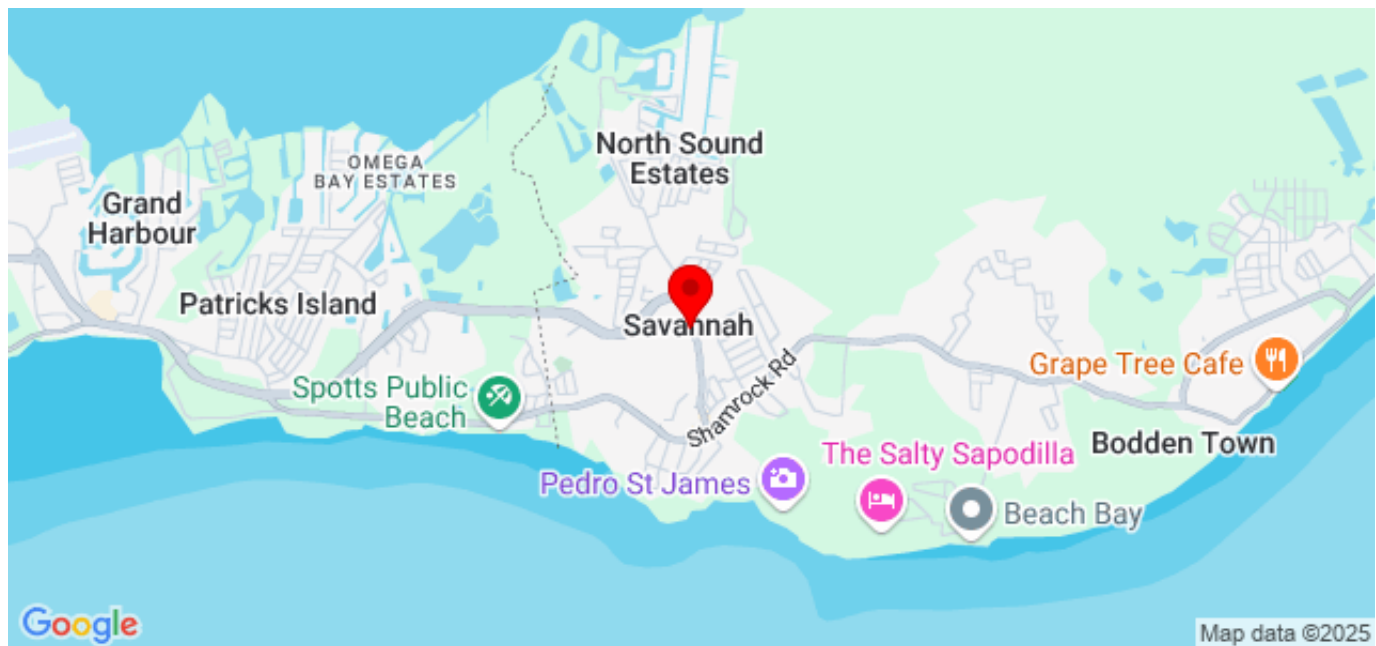 North Sound
Estates
OMEGA
BAY ESTATES
Grand
Harbour
Patricks Island
Savannah
Shamrock Rd
Grape Tree Cafe
Spotts Public
Beach
Bodden Town
The Salty Sapodilla
Pedro St James
Beach Bay
Google
Map data ©2025